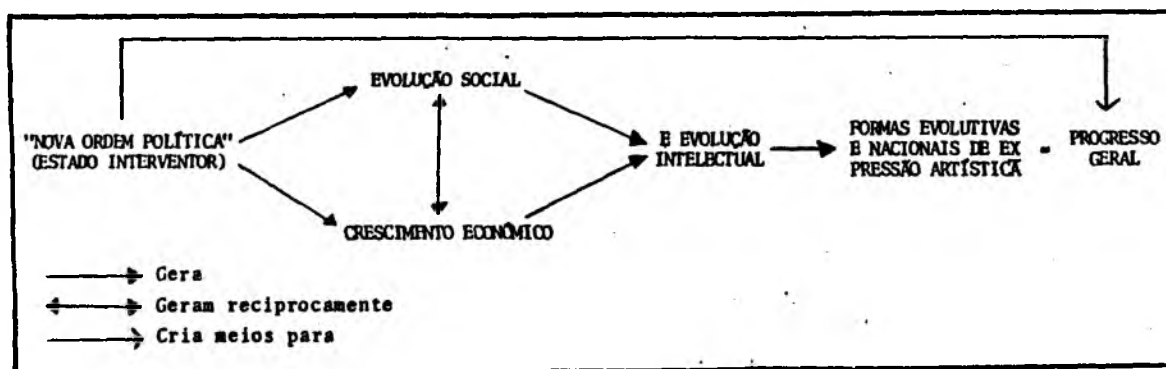 EVOLUÇÃO SOCIAL
"NOVA ORDEM POLÍTICA"
(ESTADO INTERVENTOR)
E EVOLUÇÃO
INTELECTUAL
FORMAS EVOLUTIVAS
E NACIONAIS DE EX
PRESSÃO ARTÍSTICA
=
PROGRESSO
GERAL
CRESCIMENTO ECONÔMICO
Gera
Geram reciprocamente
Cria meios para